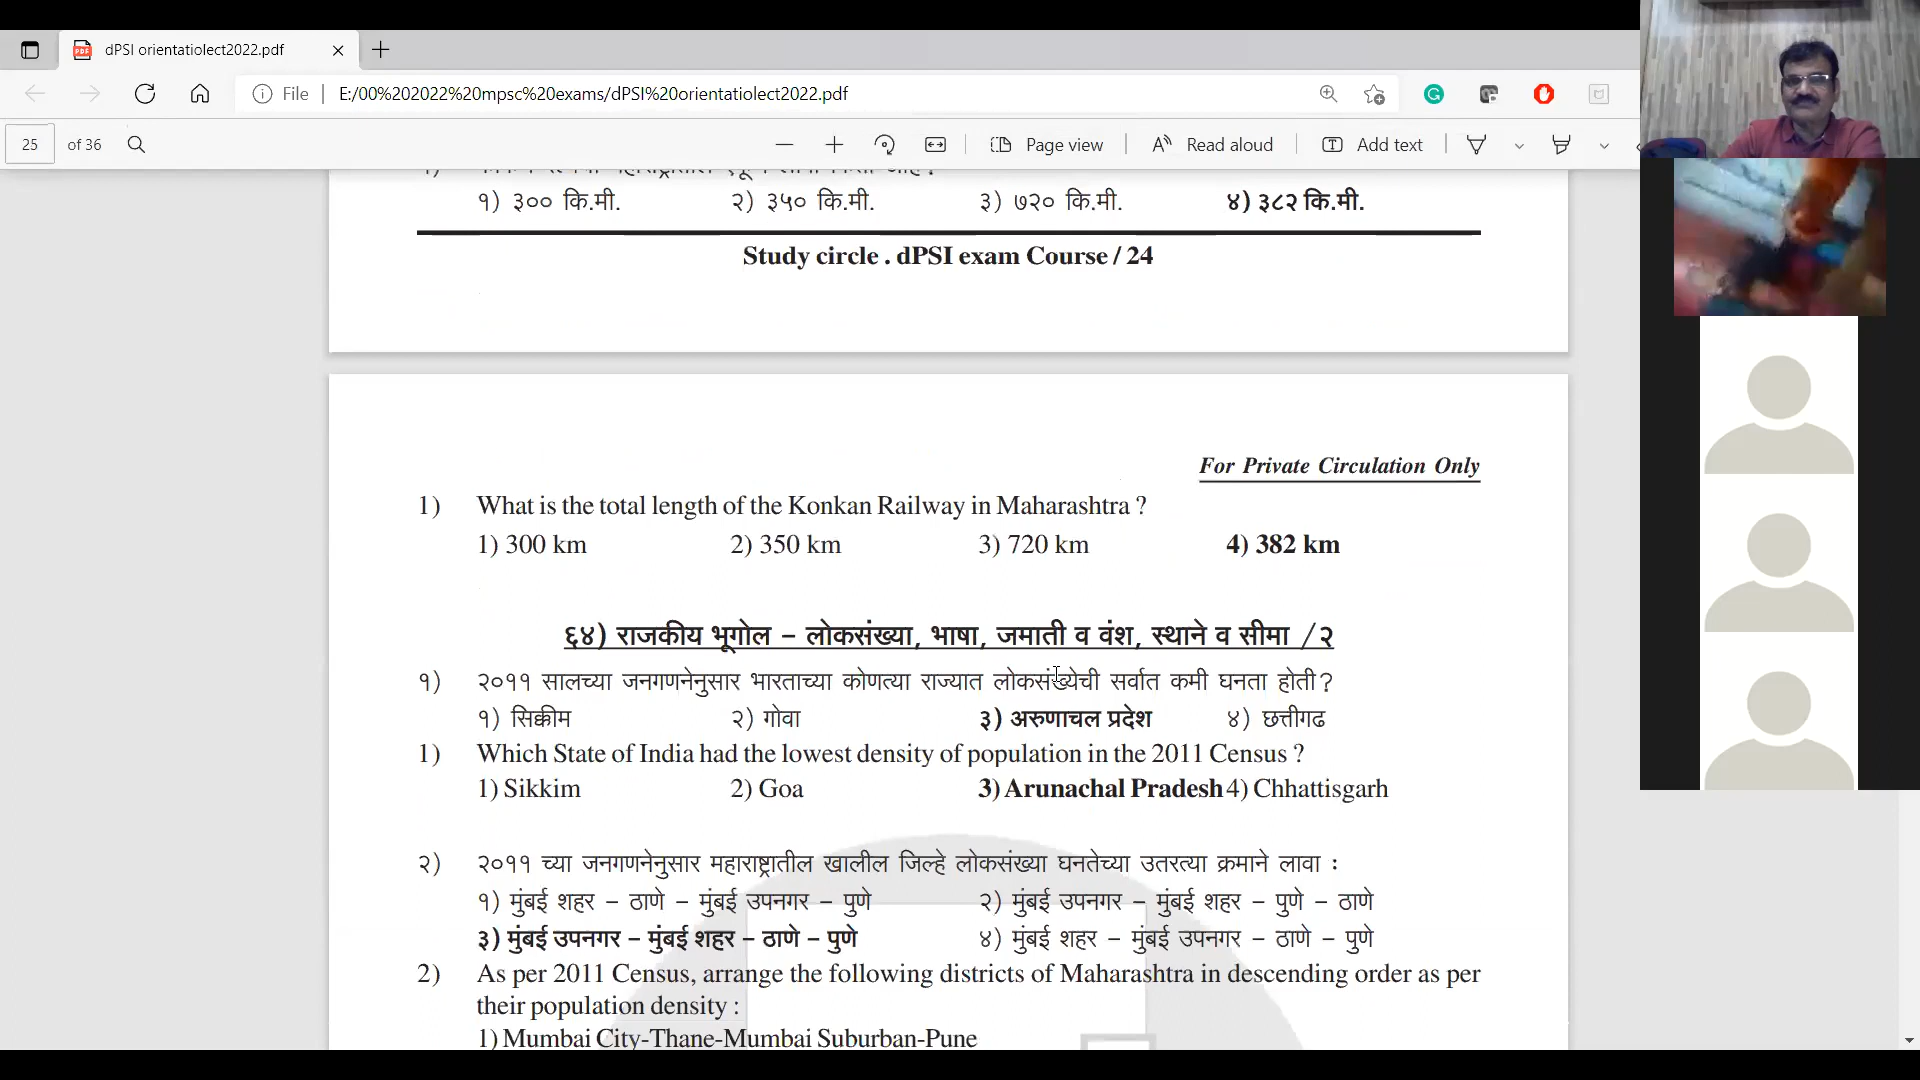 dPSI orientatiolect2022.pdf
File E:/00%202022%20mpsc%20exams/dPSI%20orientatiolect2022.pdf
25 of 36 Page view Read aloud Add text
१) ३०० कि.मी. २) ३५० कि.मी. ३) ७२० कि.मी. ४) ३८२ कि.मी.
Study circle . dPSI exam Course / 24
For Private Circulation Only
1) What is the total length of the Konkan Railway in Maharashtra ?
1) 300 km 2) 350 km 3) 720 km 4) 382 km
६४) राजकीय भूगोल – लोकसंख्या, भाषा, जमाती व वंश, स्थाने व सीमा /२
१) २०११ सालच्या जनगणनेनुसार भारताच्या कोणत्या राज्यात लोकसंख्येची सर्वात कमी घनता होती?
१) सिक्कीम २) गोवा ३) अरुणाचल प्रदेश ४) छत्तीगढ
1) Which State of India had the lowest density of population in the 2011 Census ?
1) Sikkim 2) Goa 3) Arunachal Pradesh 4) Chhattisgarh
२) २०११ च्या जनगणनेनुसार महाराष्ट्रातील खालील जिल्हे लोकसंख्या घनतेच्या उतरत्या क्रमाने लावा :
१) मुंबई शहर – ठाणे – मुंबई उपनगर – पुणे २) मुंबई उपनगर – मुंबई शहर – पुणे – ठाणे
३) मुंबई उपनगर – मुंबई शहर – ठाणे – पुणे ४) मुंबई शहर – मुंबई उपनगर – ठाणे – पुणे
2) As per 2011 Census, arrange the following districts of Maharashtra in descending order as per
their population density :
1) Mumbai City-Thane-Mumbai Suburban-Pune